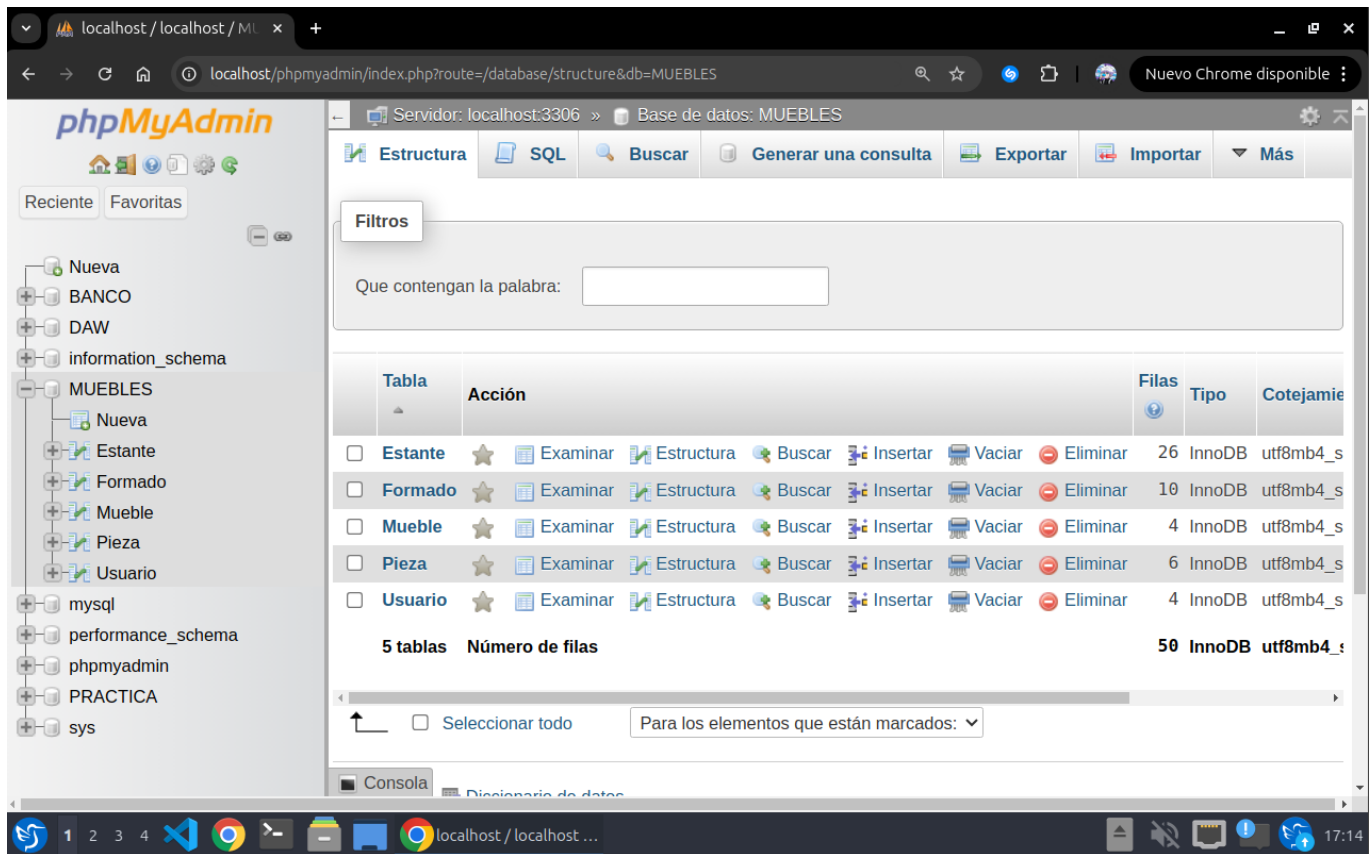 localhost / localhost / MU
localhost/phpmyadmin/index.php?route=/database/structure&db=MUEBLES
Nuevo Chrome disponible
phpMyAdmin
Reciente
Favoritas
Nueva
BANCO
DAW
information_schema
MUEBLES
Nueva
Estante
Formado
Mueble
Pieza
Usuario
mysql
performance_schema
phpmyadmin
PRACTICA
sys
Servidor: localhost:3306 » Base de datos: MUEBLES
Estructura SQL Buscar Generar una consulta Exportar Importar Más
Filtros
Que contengan la palabra:
Tabla Acción Filas Tipo Cotejamie
Estante Examinar Estructura Buscar Insertar Vaciar Eliminar 26 InnoDB utf8mb4_s
Formado Examinar Estructura Buscar Insertar Vaciar Eliminar 10 InnoDB utf8mb4_s
Mueble Examinar Estructura Buscar Insertar Vaciar Eliminar 4 InnoDB utf8mb4_s
Pieza Examinar Estructura Buscar Insertar Vaciar Eliminar 6 InnoDB utf8mb4_s
Usuario Examinar Estructura Buscar Insertar Vaciar Eliminar 4 InnoDB utf8mb4_s
5 tablas Número de filas 50 InnoDB utf8mb4_s
Seleccionar todo Para los elementos que están marcados:
Consola
Diccionario de datos
1 2 3 4 localhost / localhost ... 17:14